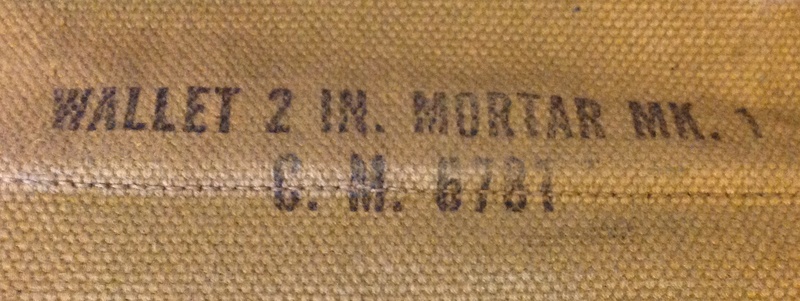 WALLET 2 IN. MORTAR MK. 1
C. M. 6781